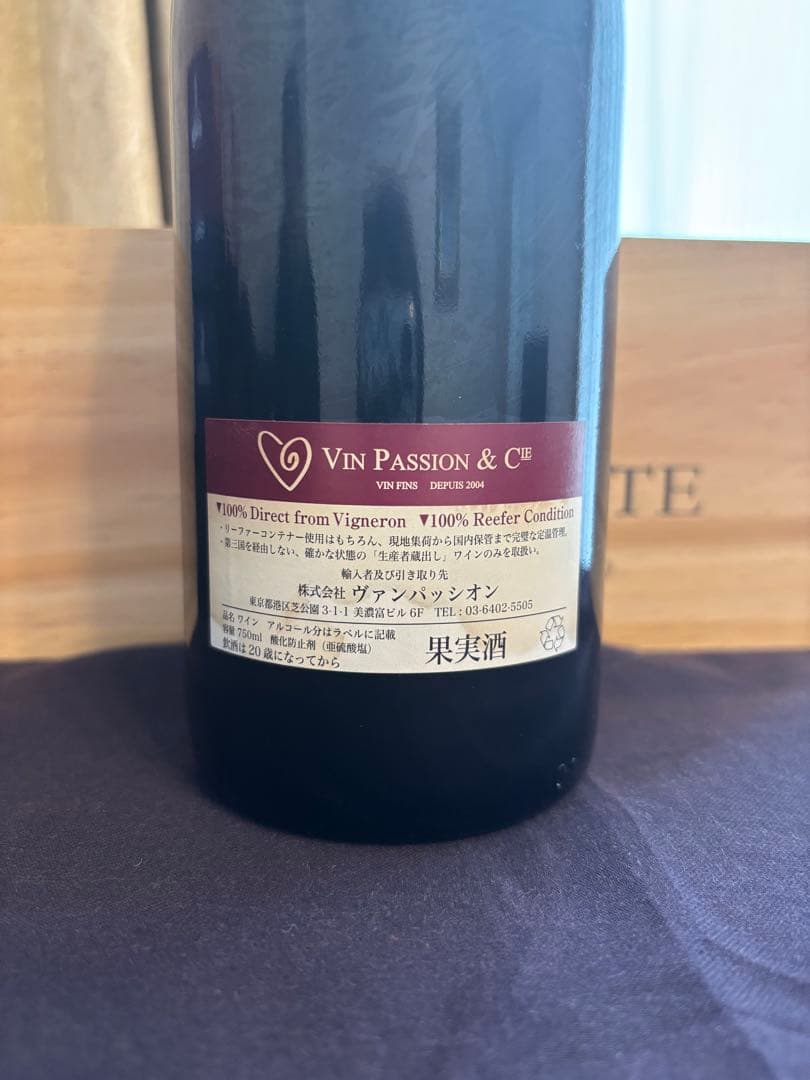 VIN PASSION & CIE
VIN FINS DEPUIS 2004
▼100% Direct from Vigneron ▼100% Reefer Condition
・リーファーコンテナー使用はもちろん、現地集荷から国内保管まで完璧な定温管理。
・第三国を経由しない、確かな状態の「生産者蔵出し」ワインのみを取扱い。
輸入者及び引き取り先
株式会社 ヴァンパッシオン
東京都港区芝公園 3-1-1 美濃富ビル 6F TEL : 03-6402-5505
品名 ワイン アルコール分はラベルに記載
容量 750ml 酸化防止剤（亜硫酸塩）
飲酒は20歳になってから
果実酒
TE